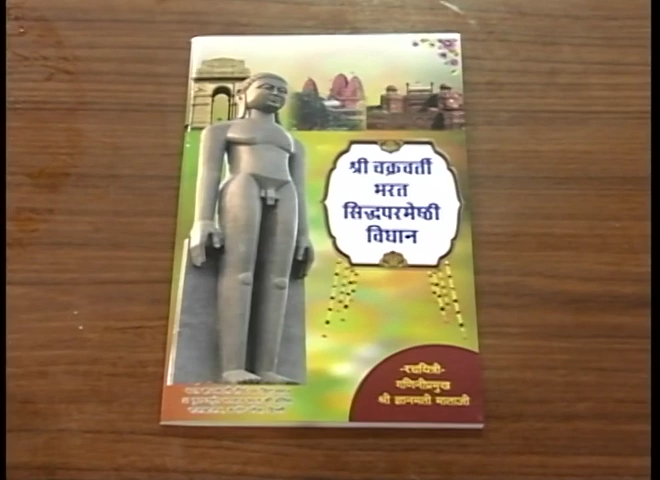 श्री चक्रवर्ती
भरत
सिद्धपरमेष्ठी
विधान
-रचयित्री-
गणिनीप्रमुख
श्री ज्ञानमती माताजी